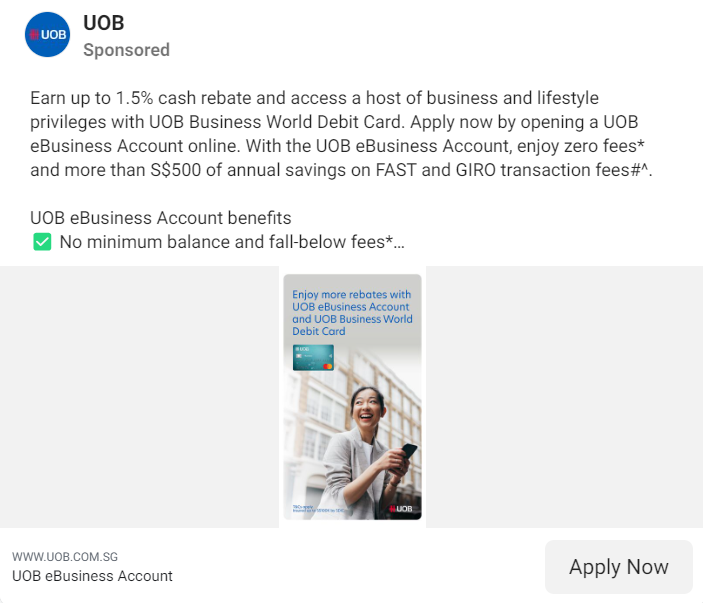 UOB
UOB
Sponsored
Earn up to 1.5% cash rebate and access a host of business and lifestyle
privileges with UOB Business World Debit Card. Apply now by opening a UOB
eBusiness Account online. With the UOB eBusiness Account, enjoy zero fees*
and more than S$500 of annual savings on FAST and GIRO transaction fees#^.
UOB eBusiness Account benefits
✅ No minimum balance and fall-below fees*…
Enjoy more rebates with
UOB eBusiness Account
and UOB Business World
Debit Card
UOB
WWW.UOB.COM.SG
UOB eBusiness Account
Apply Now